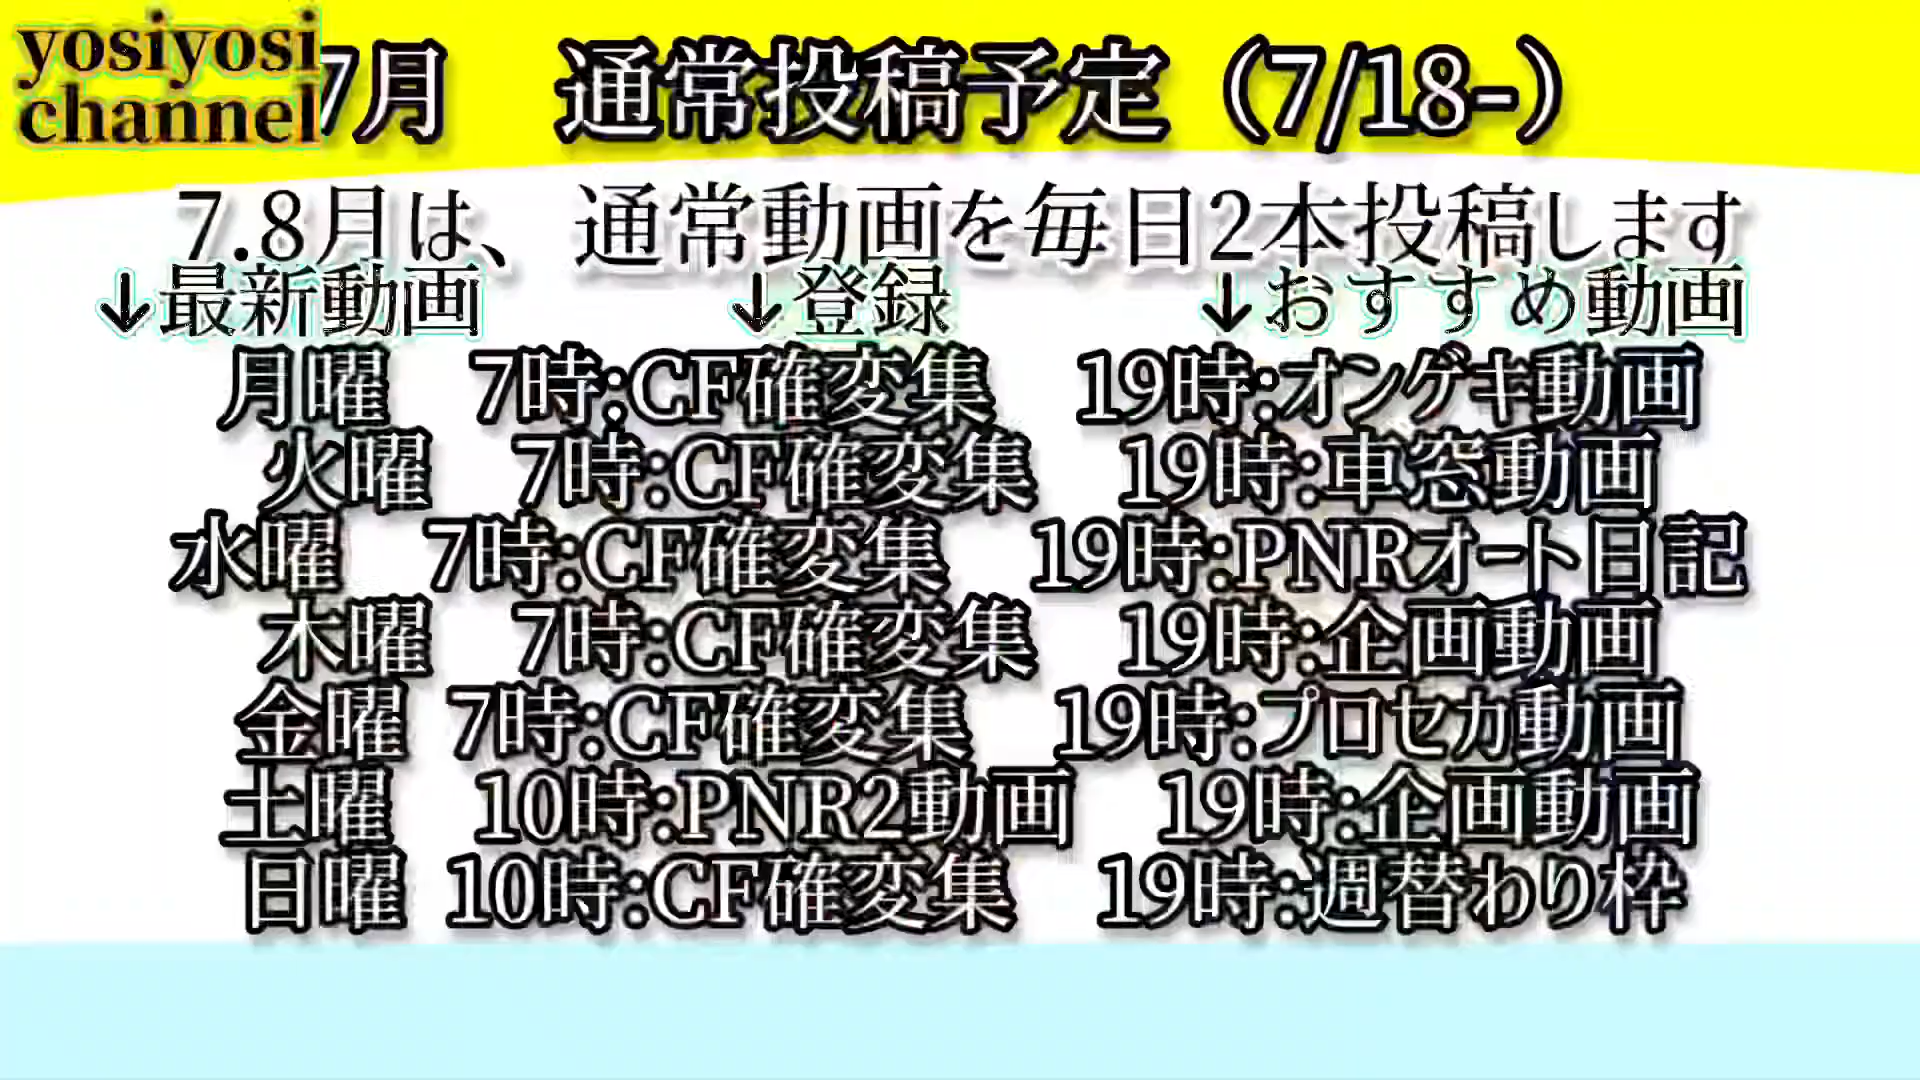 yosiyosi
channel
7月　通常投稿予定（7/18-）
7.8月は、通常動画を毎日2本投稿します
↓最新動画　↓登録　↓おすすめ動画
月曜　7時:CF確変集　19時:オンゲキ動画
火曜　7時:CF確変集　19時:車窓動画
水曜　7時:CF確変集　19時:PNRオート日記
木曜　7時:CF確変集　19時:企画動画
金曜　7時:CF確変集　19時:プロセカ動画
土曜　10時:PNR2動画　19時:企画動画
日曜　10時:CF確変集　19時:週替わり枠